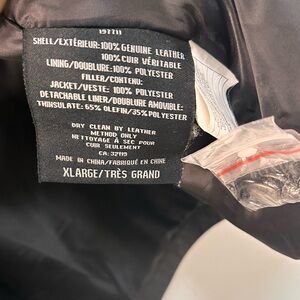 197711
SHELL/EXTÉRIEUR:100% GENUINE LEATHER
100% CUIR VÉRITABLE
LINING/DOUBLURE:100% POLYESTER
FILLER/CONTENU:
JACKET/VESTE: 100% POLYESTER
DETACHABLE LINER/DOUBLURE AMOVIBLE:
THINSULATE: 65% OLEFIN/35% POLYESTER
DRY CLEAN BY LEATHER
METHOD ONLY
NETTOYAGE À SEC POUR
CUIR SEULEMENT
CA: 32119
MADE IN CHINA/FABRIQUÉ EN CHINE
XLARGE/TRÈS GRAND